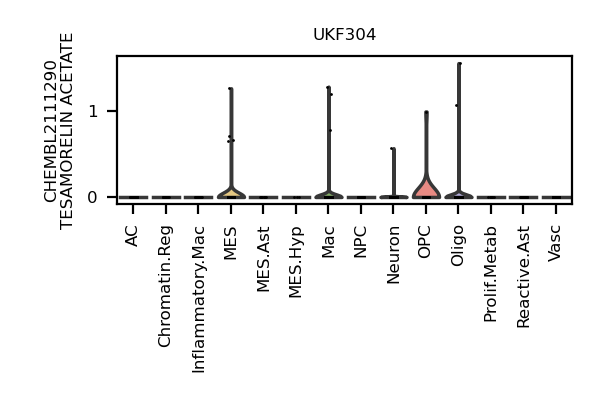 UKF304
CHEMBL2111290
TESAMORELIN ACETATE
1
0
AC
Chromatin.Reg
Inflammatory.Mac
MES
MES.Ast
MES.Hyp
Mac
NPC
Neuron
OPC
Oligo
Prolif.Metab
Reactive.Ast
Vasc